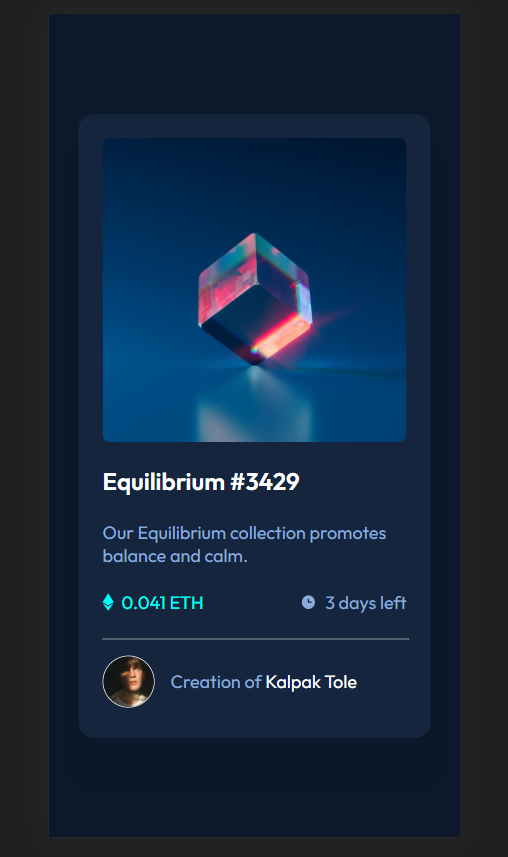 Equilibrium #3429
Our Equilibrium collection promotes
balance and calm.
0.041 ETH
3 days left
Creation of Kalpak Tole